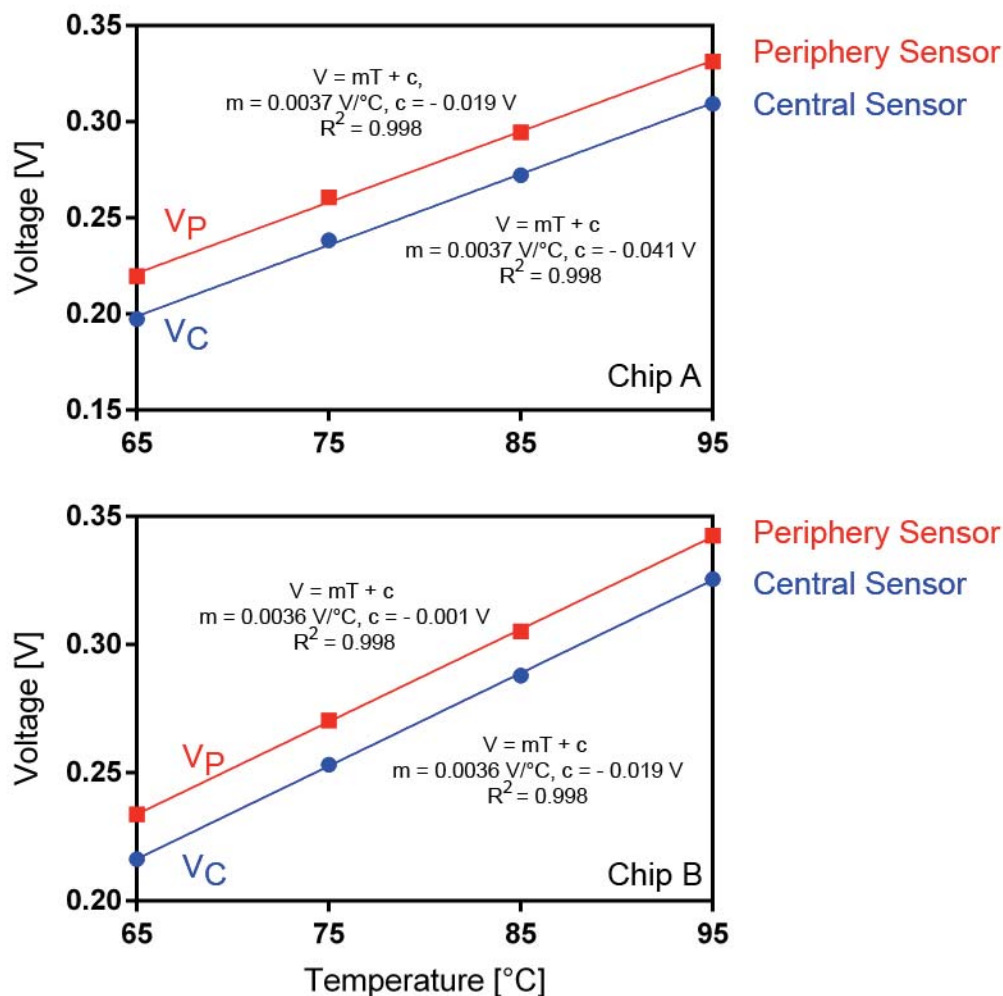 0.35
0.30
0.25
0.20
0.15
Voltage [V]
V = mT + c,
m = 0.0037 V/°C, c = - 0.019 V
R² = 0.998
Periphery Sensor
Central Sensor
VP
VC
V = mT + c
m = 0.0037 V/°C, c = - 0.041 V
R² = 0.998
Chip A
65 75 85 95
0.35
0.30
0.25
0.20
Voltage [V]
V = mT + c
m = 0.0036 V/°C, c = - 0.001 V
R² = 0.998
Periphery Sensor
Central Sensor
VP
VC
V = mT + c
m = 0.0036 V/°C, c = - 0.019 V
R² = 0.998
Chip B
65 75 85 95
Temperature [°C]